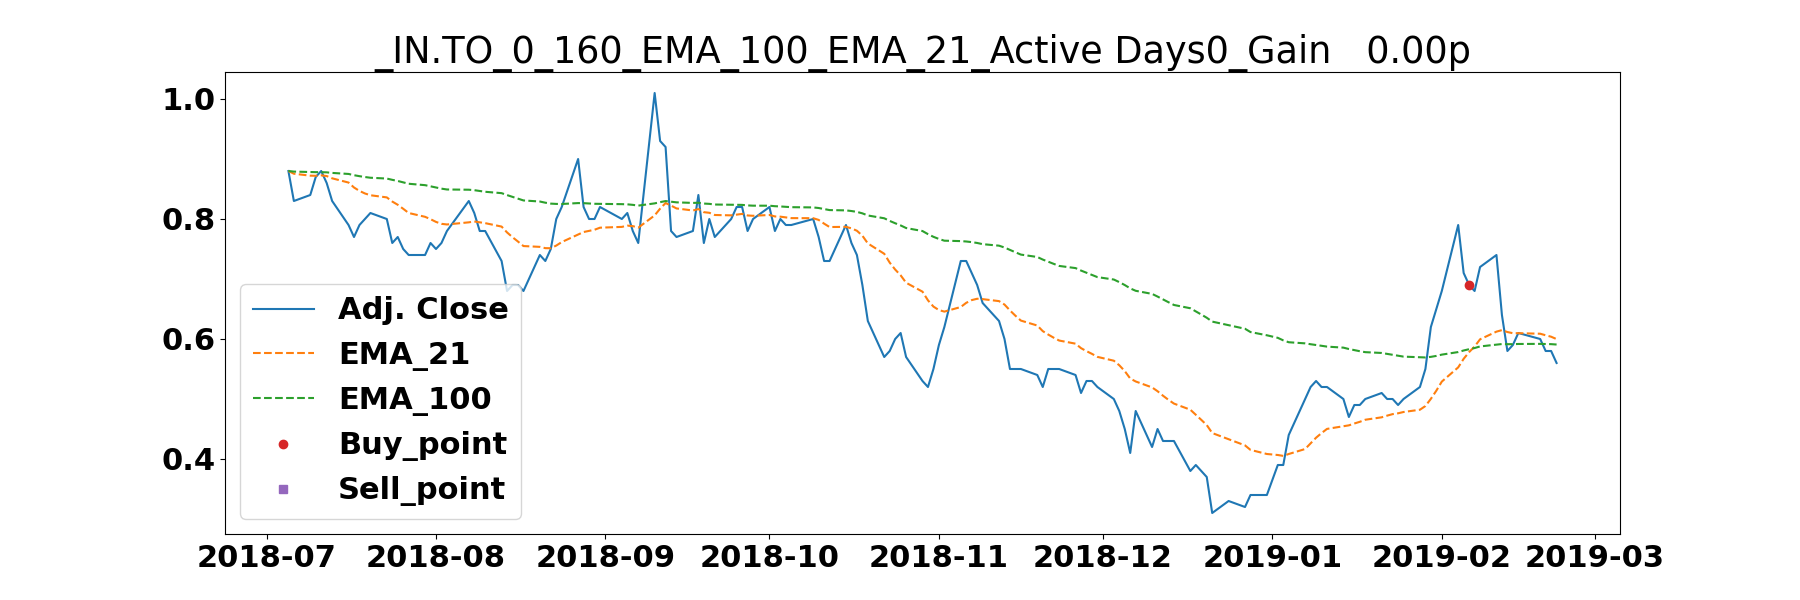 _IN.TO_0_160_EMA_100_EMA_21_Active Days0_Gain   0.00p
1.0
0.8
0.6
0.4
Adj. Close
EMA_21
EMA_100
Buy_point
Sell_point
2018-07 2018-08 2018-09 2018-10 2018-11 2018-12 2019-01 2019-02 2019-03